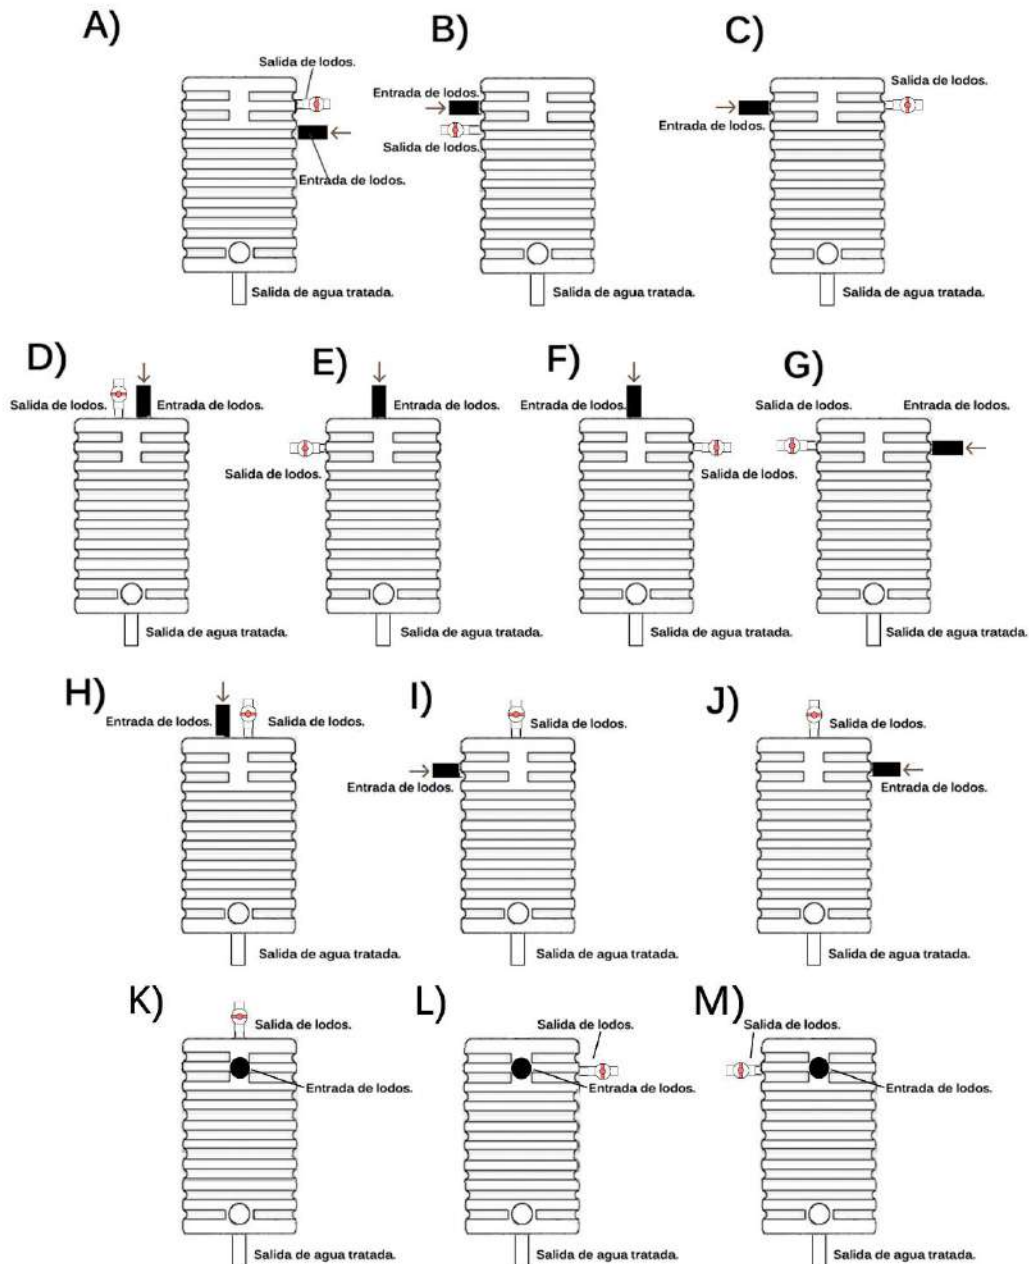 A)
B)
C)
Salida de lodos.
Entrada de lodos.
Salida de agua tratada.
Entrada de lodos.
Salida de lodos.
Salida de agua tratada.
Salida de lodos.
Entrada de lodos.
Salida de agua tratada.
D)
E)
F)
G)
Salida de lodos.
Entrada de lodos.
Salida de agua tratada.
Entrada de lodos.
Salida de lodos.
Salida de agua tratada.
Entrada de lodos.
Salida de lodos.
Salida de agua tratada.
Salida de lodos.
Entrada de lodos.
Salida de agua tratada.
H)
I)
J)
Entrada de lodos.
Salida de lodos.
Salida de agua tratada.
Salida de lodos.
Entrada de lodos.
Salida de agua tratada.
Salida de lodos.
Entrada de lodos.
Salida de agua tratada.
K)
L)
M)
Salida de lodos.
Entrada de lodos.
Salida de agua tratada.
Salida de lodos.
Entrada de lodos.
Salida de agua tratada.
Salida de lodos.
Entrada de lodos.
Salida de agua tratada.